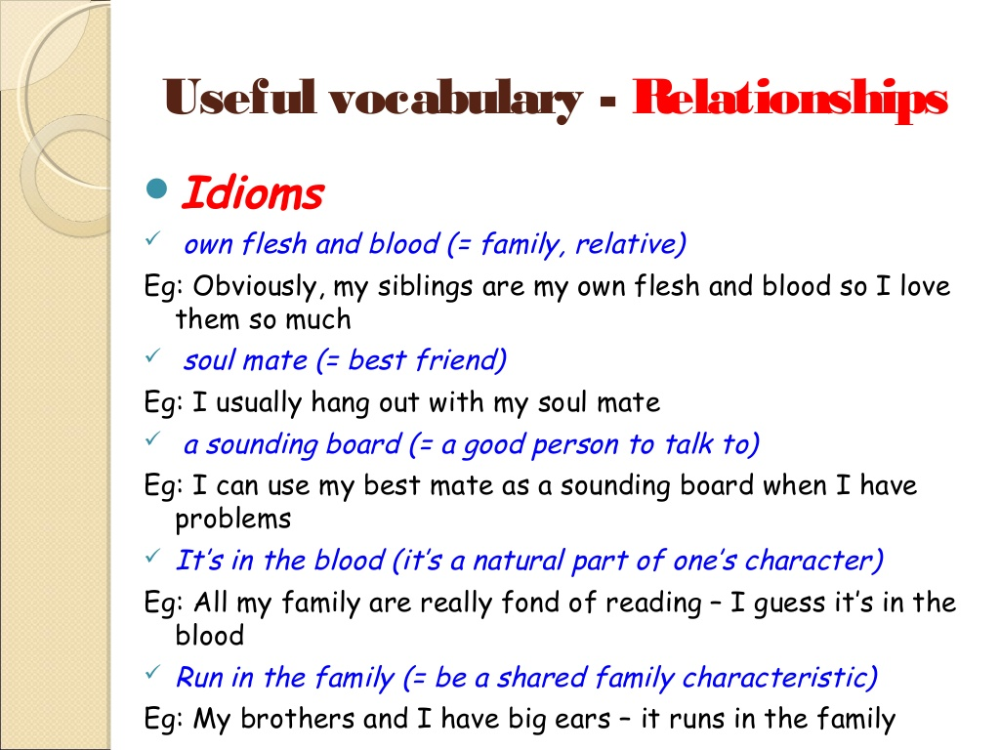 Useful vocabulary - Relationships
Idioms
own flesh and blood (= family, relative)
Eg: Obviously, my siblings are my own flesh and blood so I love
them so much
soul mate (= best friend)
Eg: I usually hang out with my soul mate
a sounding board (= a good person to talk to)
Eg: I can use my best mate as a sounding board when I have
problems
It’s in the blood (it’s a natural part of one’s character)
Eg: All my family are really fond of reading – I guess it’s in the
blood
Run in the family (= be a shared family characteristic)
Eg: My brothers and I have big ears – it runs in the family